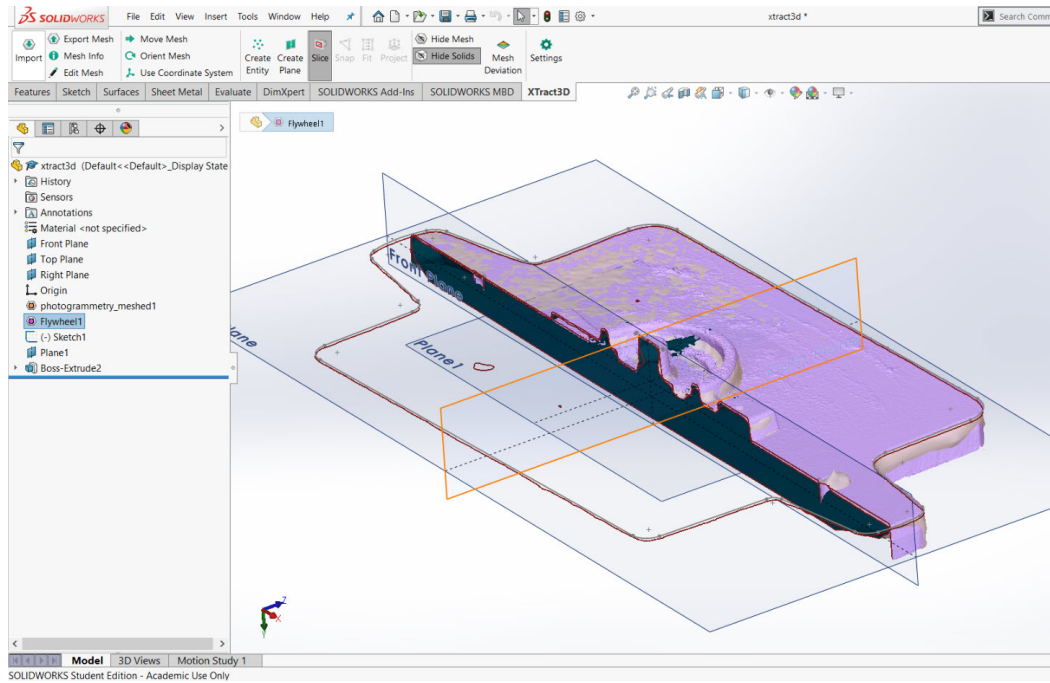 SOLIDWORKS File Edit View Insert Tools Window Help xtract3d * Search Comm
Import Export Mesh Move Mesh Create Entity Create Plane Slice Snap Fit Project Hide Mesh Mesh Deviation Settings
Mesh Info Orient Mesh Hide Solids
Edit Mesh Use Coordinate System
Features Sketch Surfaces Sheet Metal Evaluate DimXpert SOLIDWORKS Add-Ins SOLIDWORKS MBD XTract3D
Flywheel1
xtract3d (Default<<Default>_Display State
History
Sensors
Annotations
Material <not specified>
Front Plane
Top Plane
Right Plane
Origin
photogrammetry_meshed1
Flywheel1
(-) Sketch1
Plane1
Boss-Extrude2
Front Plane
lane
Plane1
Z
X
Y
Model 3D Views Motion Study 1
SOLIDWORKS Student Edition - Academic Use Only